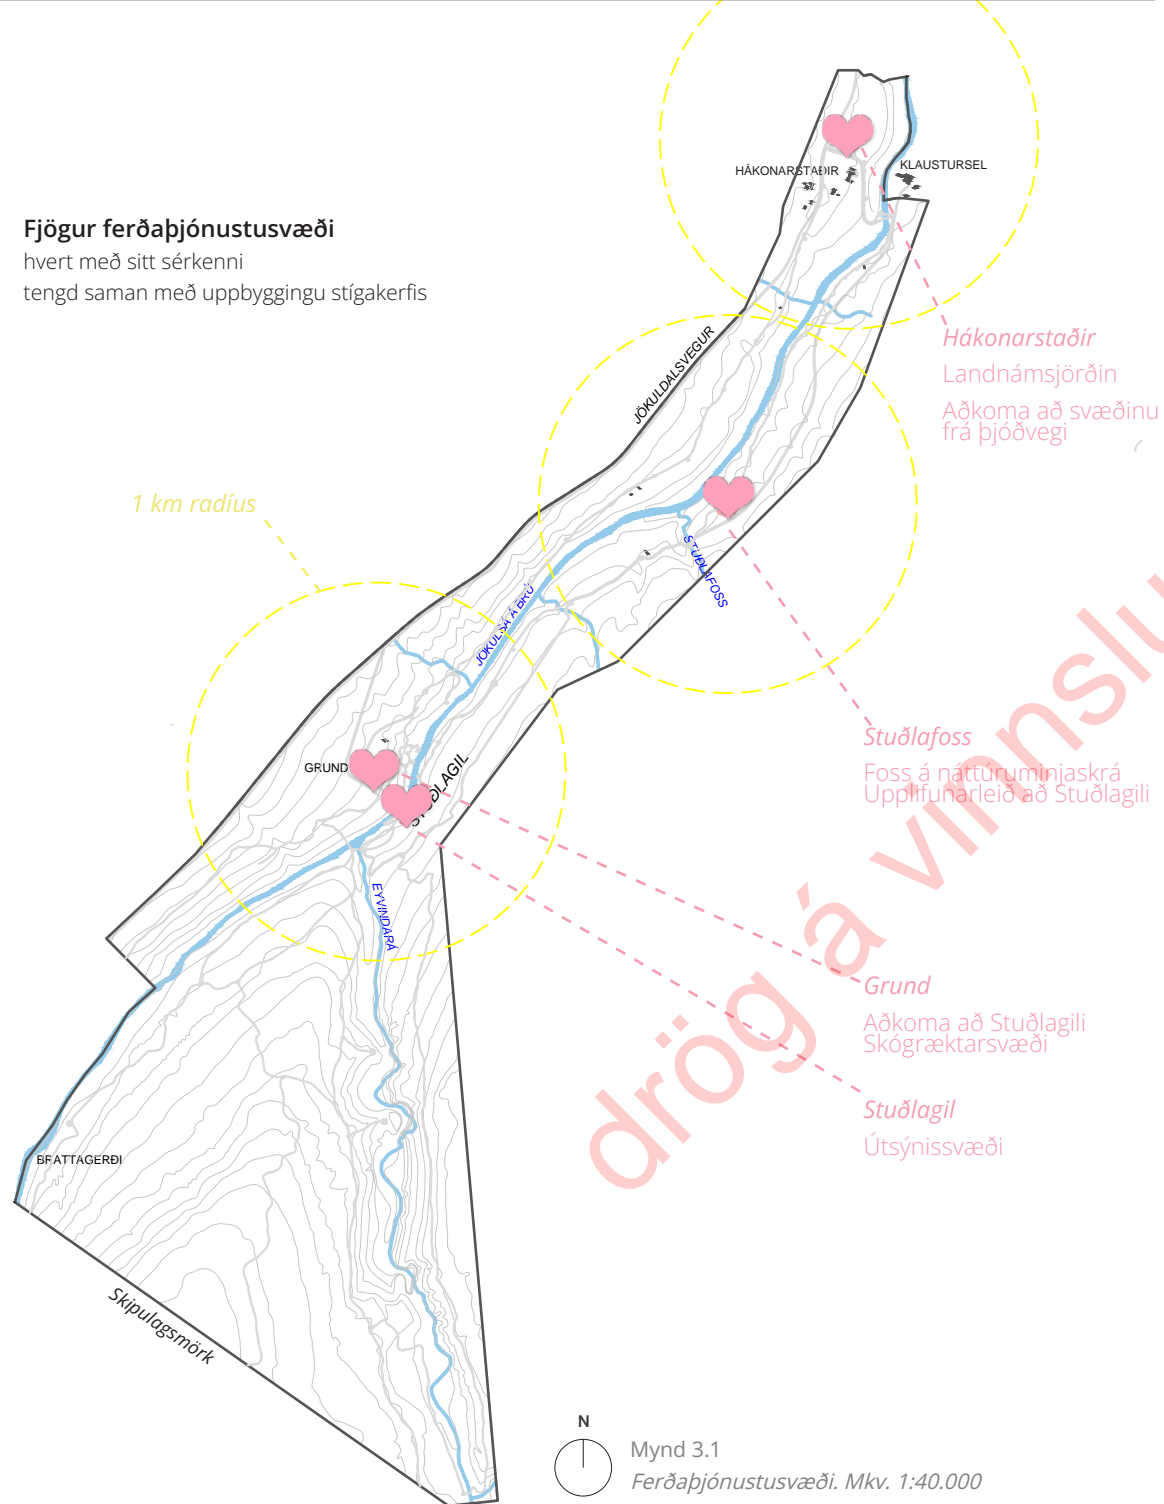 Fjögur ferðaþjónustusvæði
hvert með sitt sérkenni
tengd saman með uppbyggingu stígakerfis
HÁKONARSTAÐIR
KLAUSTURSEL
Hákonarstaðir
Landnámsjörðin
Aðkoma að svæðinu
frá þjóðvegi
JÖKULDALSVEGUR
1 km radíus
STUÐLAFOSS
JÖKULSÁ Á BRÚ
Stuðlafoss
Foss á náttúruminjaskrá
Upplifunarleið að Stuðlagili
GRUND
STUÐLAGIL
EYVINDARÁ
Grund
Aðkoma að Stuðlagili
Skógræktarsvæði
Stuðlagil
Útsýnissvæði
BRATTAGERÐI
Skipulagsmörk
drög á vinnslu
N
Mynd 3.1
Ferðaþjónustusvæði. Mkv. 1:40.000